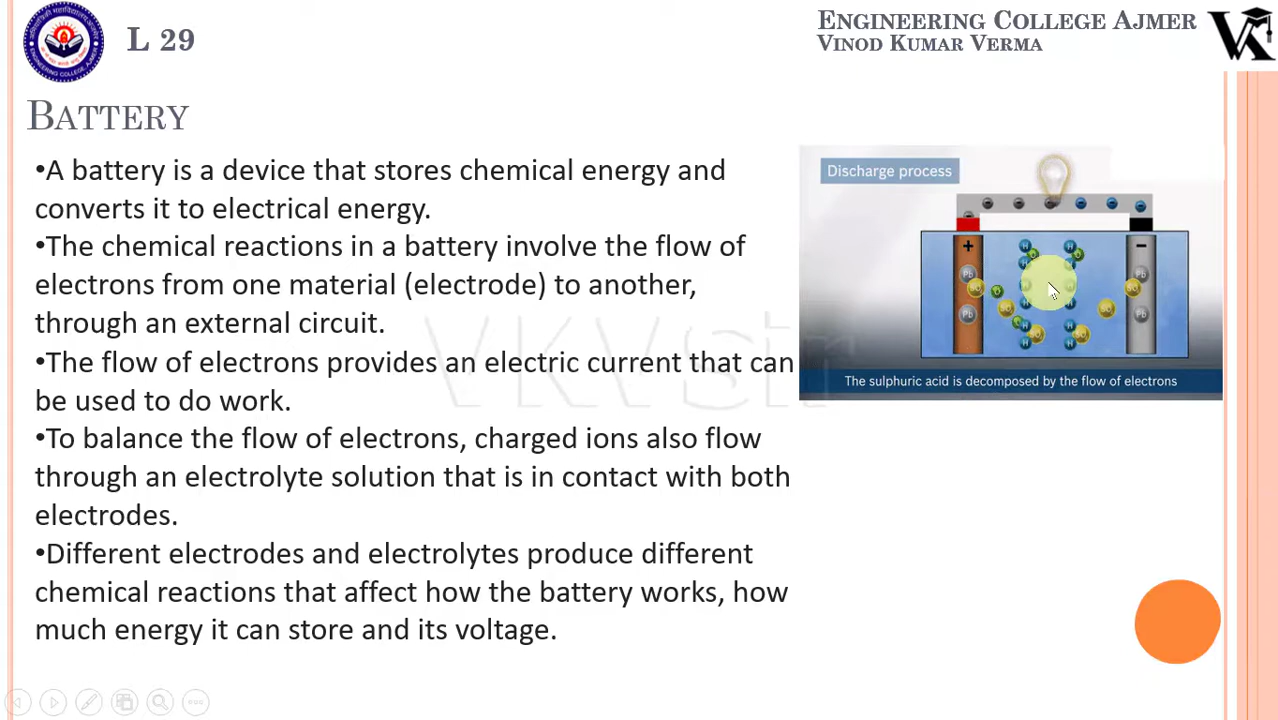 L 29
ENGINEERING COLLEGE AJMER
VINOD KUMAR VERMA
BATTERY
•A battery is a device that stores chemical energy and
converts it to electrical energy.
•The chemical reactions in a battery involve the flow of
electrons from one material (electrode) to another,
through an external circuit.
•The flow of electrons provides an electric current that can
be used to do work.
•To balance the flow of electrons, charged ions also flow
through an electrolyte solution that is in contact with both
electrodes.
•Different electrodes and electrolytes produce different
chemical reactions that affect how the battery works, how
much energy it can store and its voltage.
VKVsir
Discharge process
+ −
H H
Pb Pb
Pb Pb
H H
The sulphuric acid is decomposed by the flow of electrons